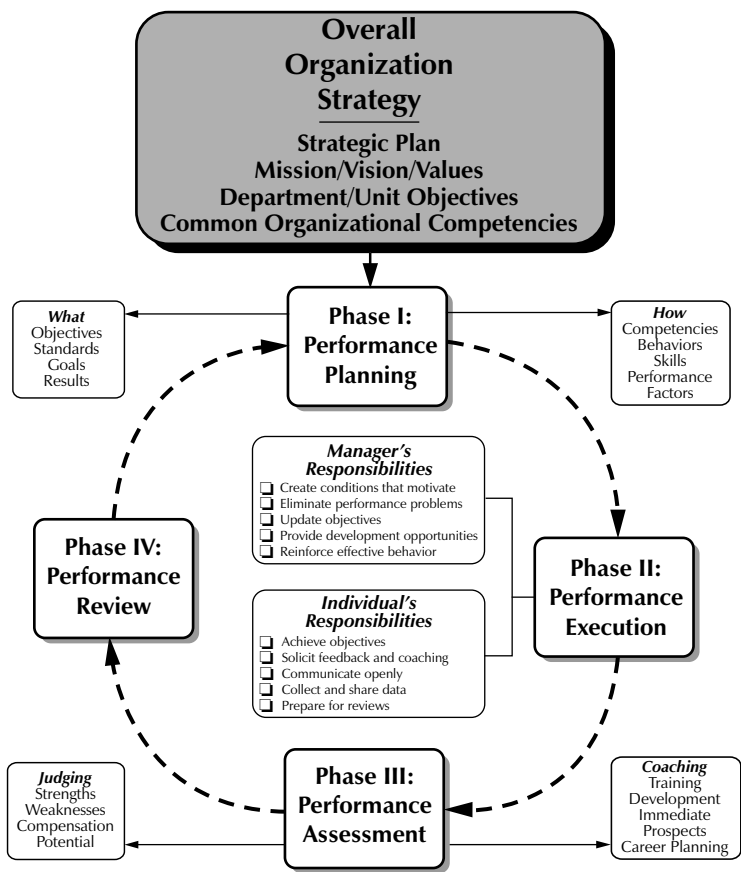 Overall
Organization
Strategy
Strategic Plan
Mission/Vision/Values
Department/Unit Objectives
Common Organizational Competencies
Phase I:
Performance
Planning
What
Objectives
Standards
Goals
Results
How
Competencies
Behaviors
Skills
Performance
Factors
Manager's
Responsibilities
Create conditions that motivate
Eliminate performance problems
Update objectives
Provide development opportunities
Reinforce effective behavior
Phase IV:
Performance
Review
Phase II:
Performance
Execution
Individual's
Responsibilities
Achieve objectives
Solicit feedback and coaching
Communicate openly
Collect and share data
Prepare for reviews
Phase III:
Performance
Assessment
Judging
Strengths
Weaknesses
Compensation
Potential
Coaching
Training
Development
Immediate
Prospects
Career Planning